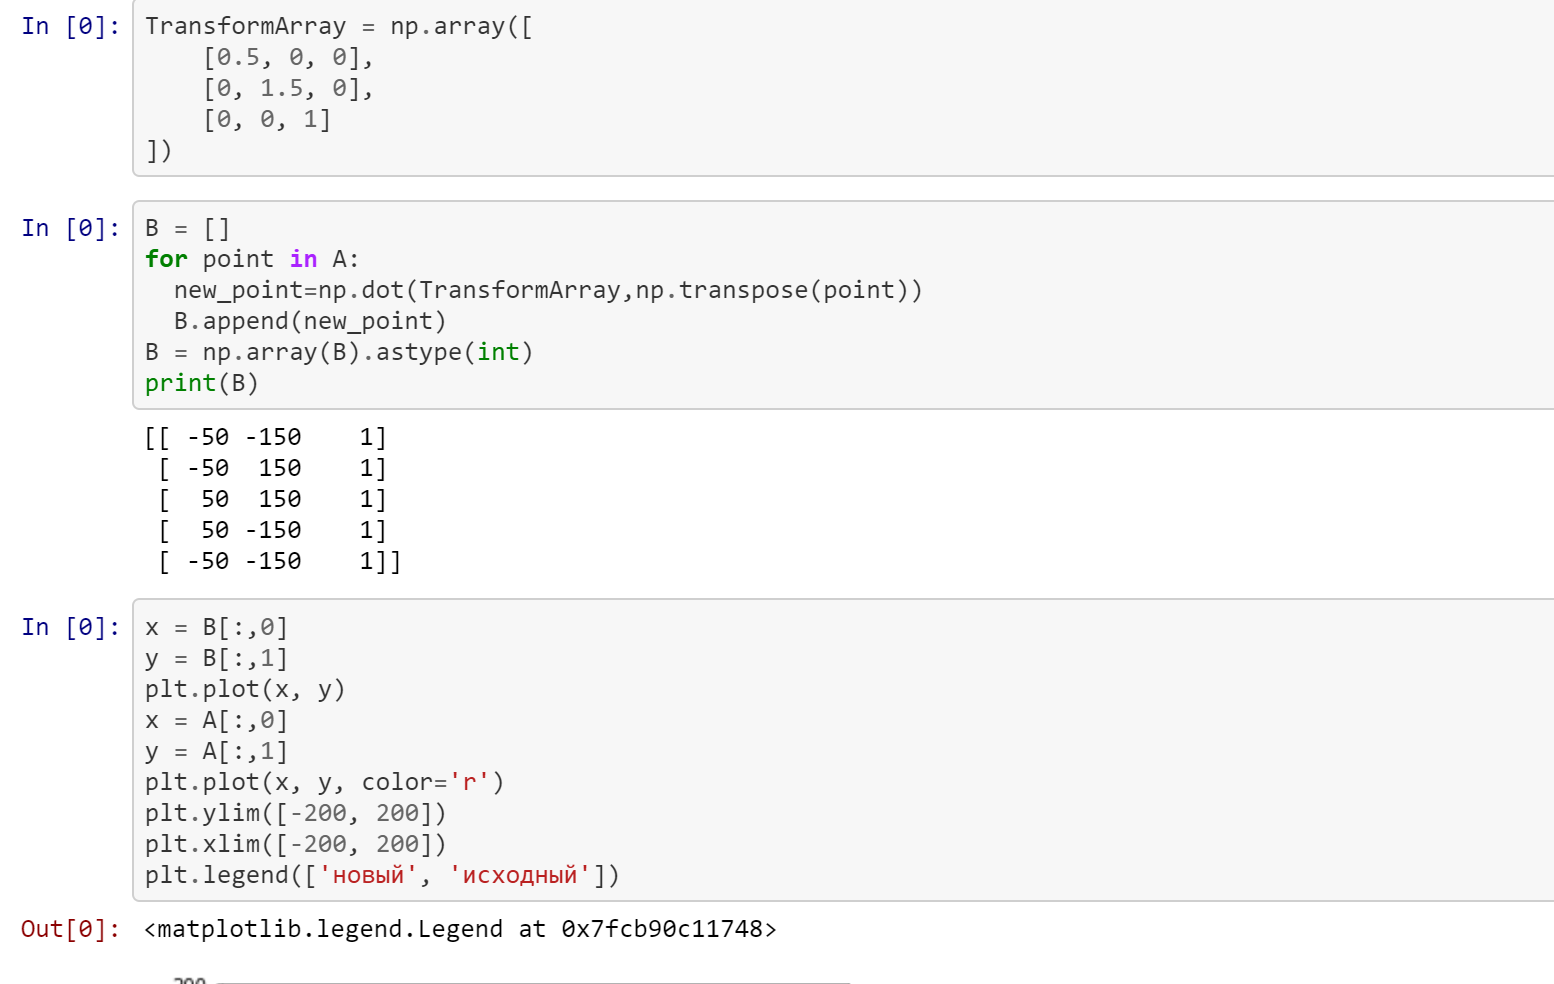 In [0]: TransformArray = np.array([
    [0.5, 0, 0],
    [0, 1.5, 0],
    [0, 0, 1]
])
In [0]: B = []
for point in A:
  new_point=np.dot(TransformArray,np.transpose(point))
  B.append(new_point)
B = np.array(B).astype(int)
print(B)
[[ -50 -150    1]
 [ -50  150    1]
 [  50  150    1]
 [  50 -150    1]
 [ -50 -150    1]]
In [0]: x = B[:,0]
y = B[:,1]
plt.plot(x, y)
x = A[:,0]
y = A[:,1]
plt.plot(x, y, color='r')
plt.ylim([-200, 200])
plt.xlim([-200, 200])
plt.legend(['новый', 'исходный'])
Out[0]: <matplotlib.legend.Legend at 0x7fcb90c11748>